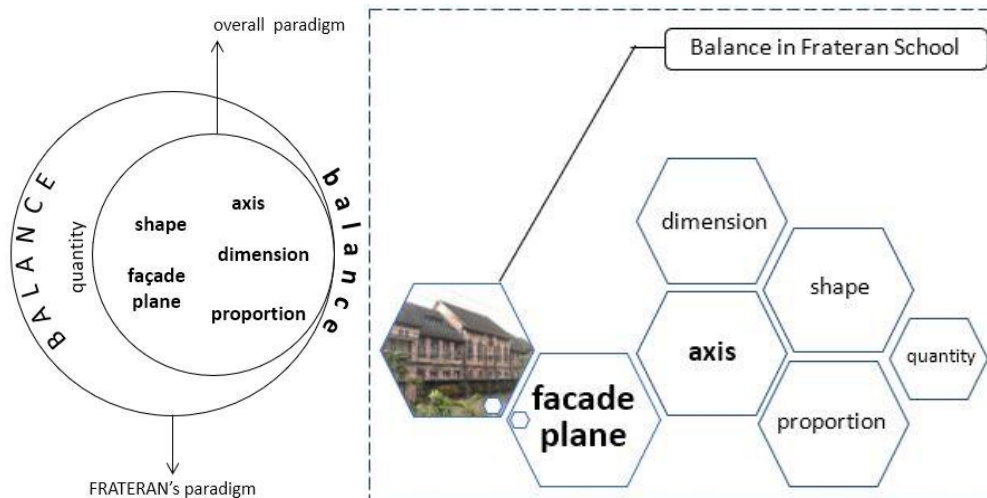 overall paradigm
BALANCE
balance
quantity
shape
axis
dimension
façade
plane
proportion
FRATERAN's paradigm
Balance in Frateran School
dimension
shape
axis
quantity
facade
plane
proportion